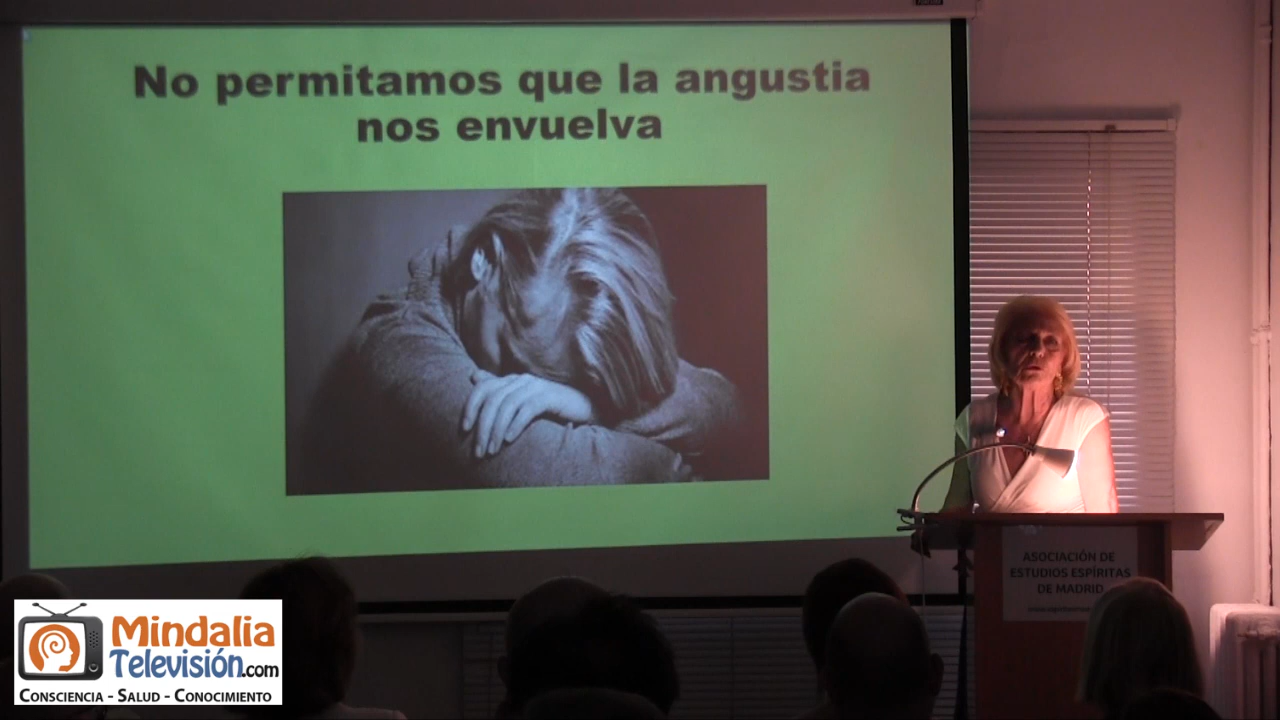 No permitamos que la angustia
nos envuelva
ASOCIACIÓN DE
ESTUDIOS ESPÍRITAS
DE MADRID
Mindalia
Televisión.com
CONSCIENCIA - SALUD - CONOCIMIENTO